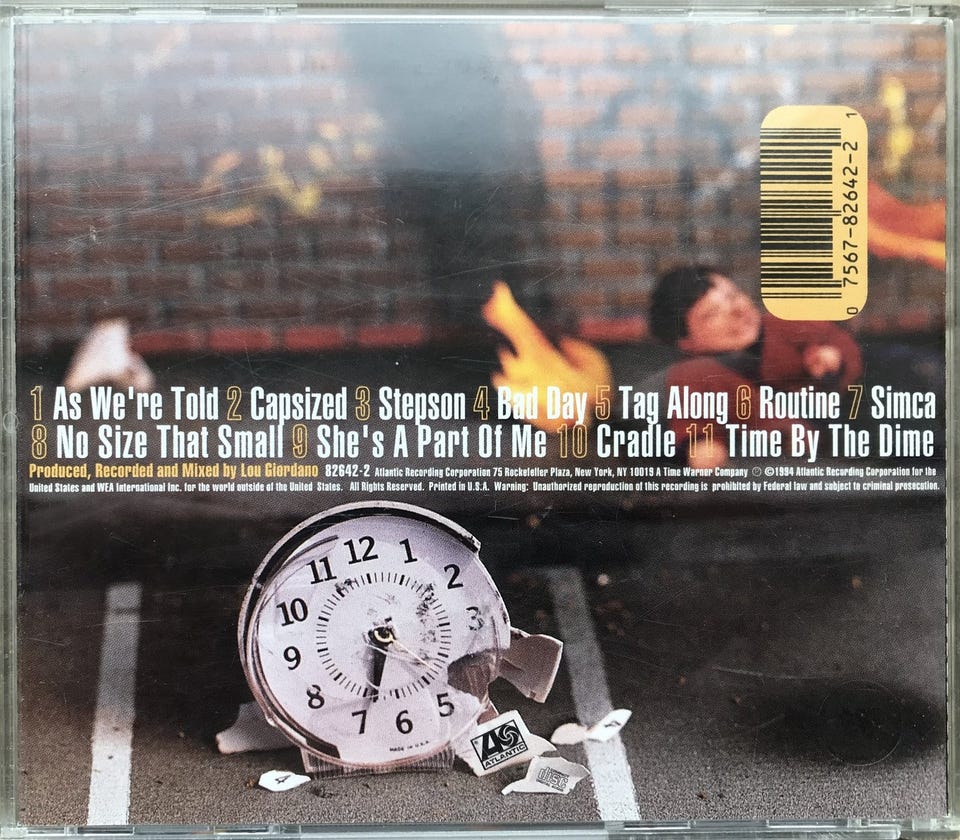 0 7567-82642-2 1
1 As We're Told 2 Capsized 3 Stepson 4 Bad Day 5 Tag Along 6 Routine 7 Simca
8 No Size That Small 9 She's A Part Of Me 10 Cradle 11 Time By The Dime
Produced, Recorded and Mixed by Lou Giordano 82642-2 Atlantic Recording Corporation 75 Rockefeller Plaza, New York, NY 10019 A Time Warner Company ℗ ©1994 Atlantic Recording Corporation for the
United States and WEA International Inc. for the world outside of the United States. All Rights Reserved. Printed in U.S.A. Warning: Unauthorized reproduction of this recording is prohibited by Federal law and subject to criminal prosecution.
12
11 1
10 2
9 3
8
7 6 5
MADE IN U.S.A.
A
ATLANTIC
4
4
disc